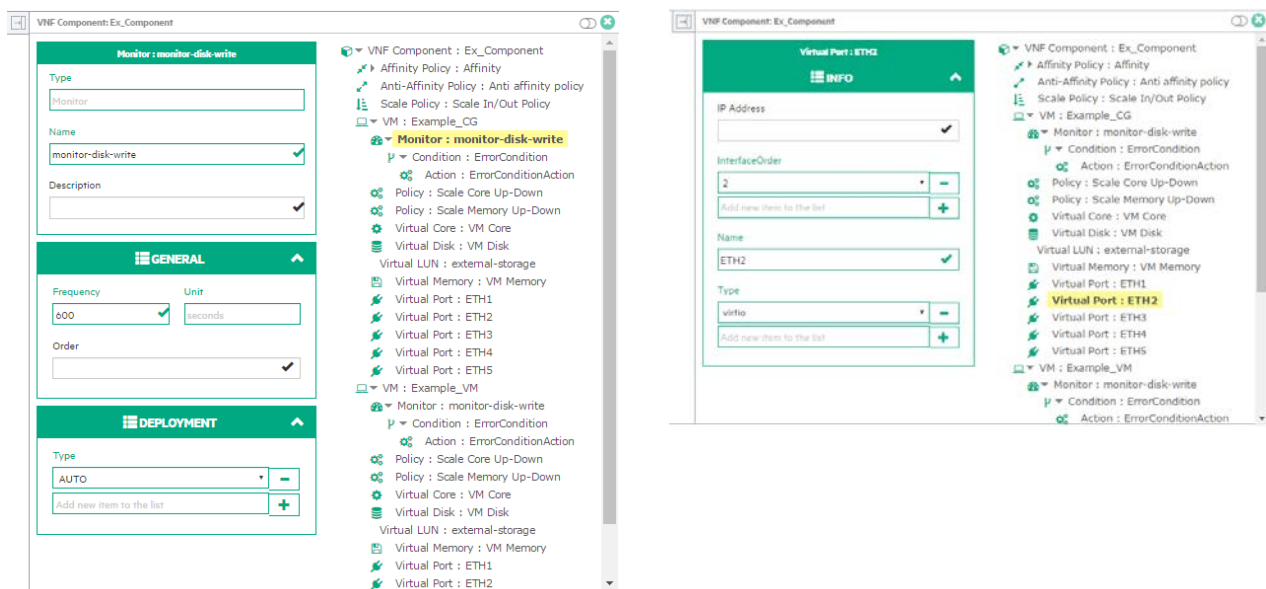 VNF Component: Ex_Component
Monitor : monitor-disk-write
Type
Monitor
Name
monitor-disk-write
Description
GENERAL
Frequency
Unit
600
seconds
Order
DEPLOYMENT
Type
AUTO
Add new item to the list
VNF Component : Ex_Component
Affinity Policy : Affinity
Anti-Affinity Policy : Anti affinity policy
Scale Policy : Scale In/Out Policy
VM : Example_CG
Monitor : monitor-disk-write
Condition : ErrorCondition
Action : ErrorConditionAction
Policy : Scale Core Up-Down
Policy : Scale Memory Up-Down
Virtual Core : VM Core
Virtual Disk : VM Disk
Virtual LUN : external-storage
Virtual Memory : VM Memory
Virtual Port : ETH1
Virtual Port : ETH2
Virtual Port : ETH3
Virtual Port : ETH4
Virtual Port : ETH5
VM : Example_VM
Monitor : monitor-disk-write
Condition : ErrorCondition
Action : ErrorConditionAction
Policy : Scale Core Up-Down
Policy : Scale Memory Up-Down
Virtual Core : VM Core
Virtual Disk : VM Disk
Virtual LUN : external-storage
Virtual Memory : VM Memory
Virtual Port : ETH1
Virtual Port : ETH2
VNF Component: Ex_Component
Virtual Port : ETH2
INFO
IP Address
InterfaceOrder
2
Add new item to the list
Name
ETH2
Type
virtio
Add new item to the list
VNF Component : Ex_Component
Affinity Policy : Affinity
Anti-Affinity Policy : Anti affinity policy
Scale Policy : Scale In/Out Policy
VM : Example_CG
Monitor : monitor-disk-write
Condition : ErrorCondition
Action : ErrorConditionAction
Policy : Scale Core Up-Down
Policy : Scale Memory Up-Down
Virtual Core : VM Core
Virtual Disk : VM Disk
Virtual LUN : external-storage
Virtual Memory : VM Memory
Virtual Port : ETH1
Virtual Port : ETH2
Virtual Port : ETH3
Virtual Port : ETH4
Virtual Port : ETH5
VM : Example_VM
Monitor : monitor-disk-write
Condition : ErrorCondition
Action : ErrorConditionAction